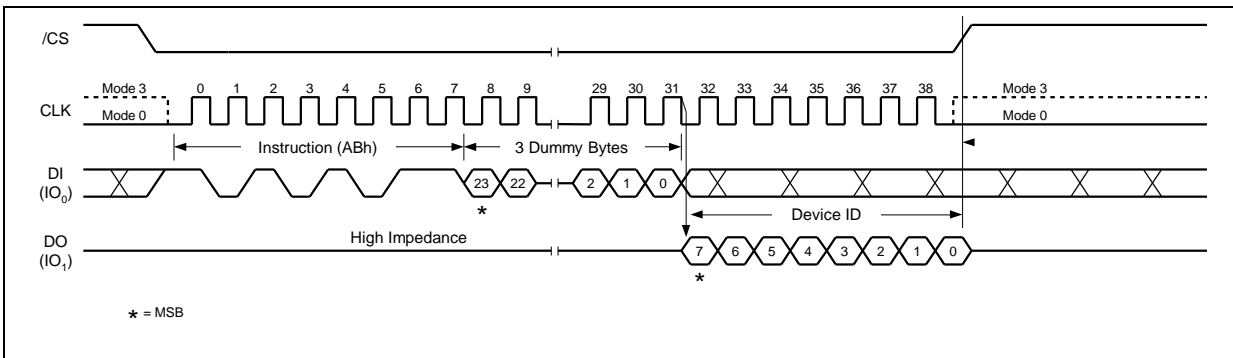 /CS
Mode 3 0 1 2 3 4 5 6 7 8 9 29 30 31 32 33 34 35 36 37 38 Mode 3
CLK
Mode 0 Mode 0
Instruction (ABh) 3 Dummy Bytes
DI
(IO0)
23 22 2 1 0
*
Device ID
High Impedance
DO
(IO1)
7 6 5 4 3 2 1 0
*
* = MSB